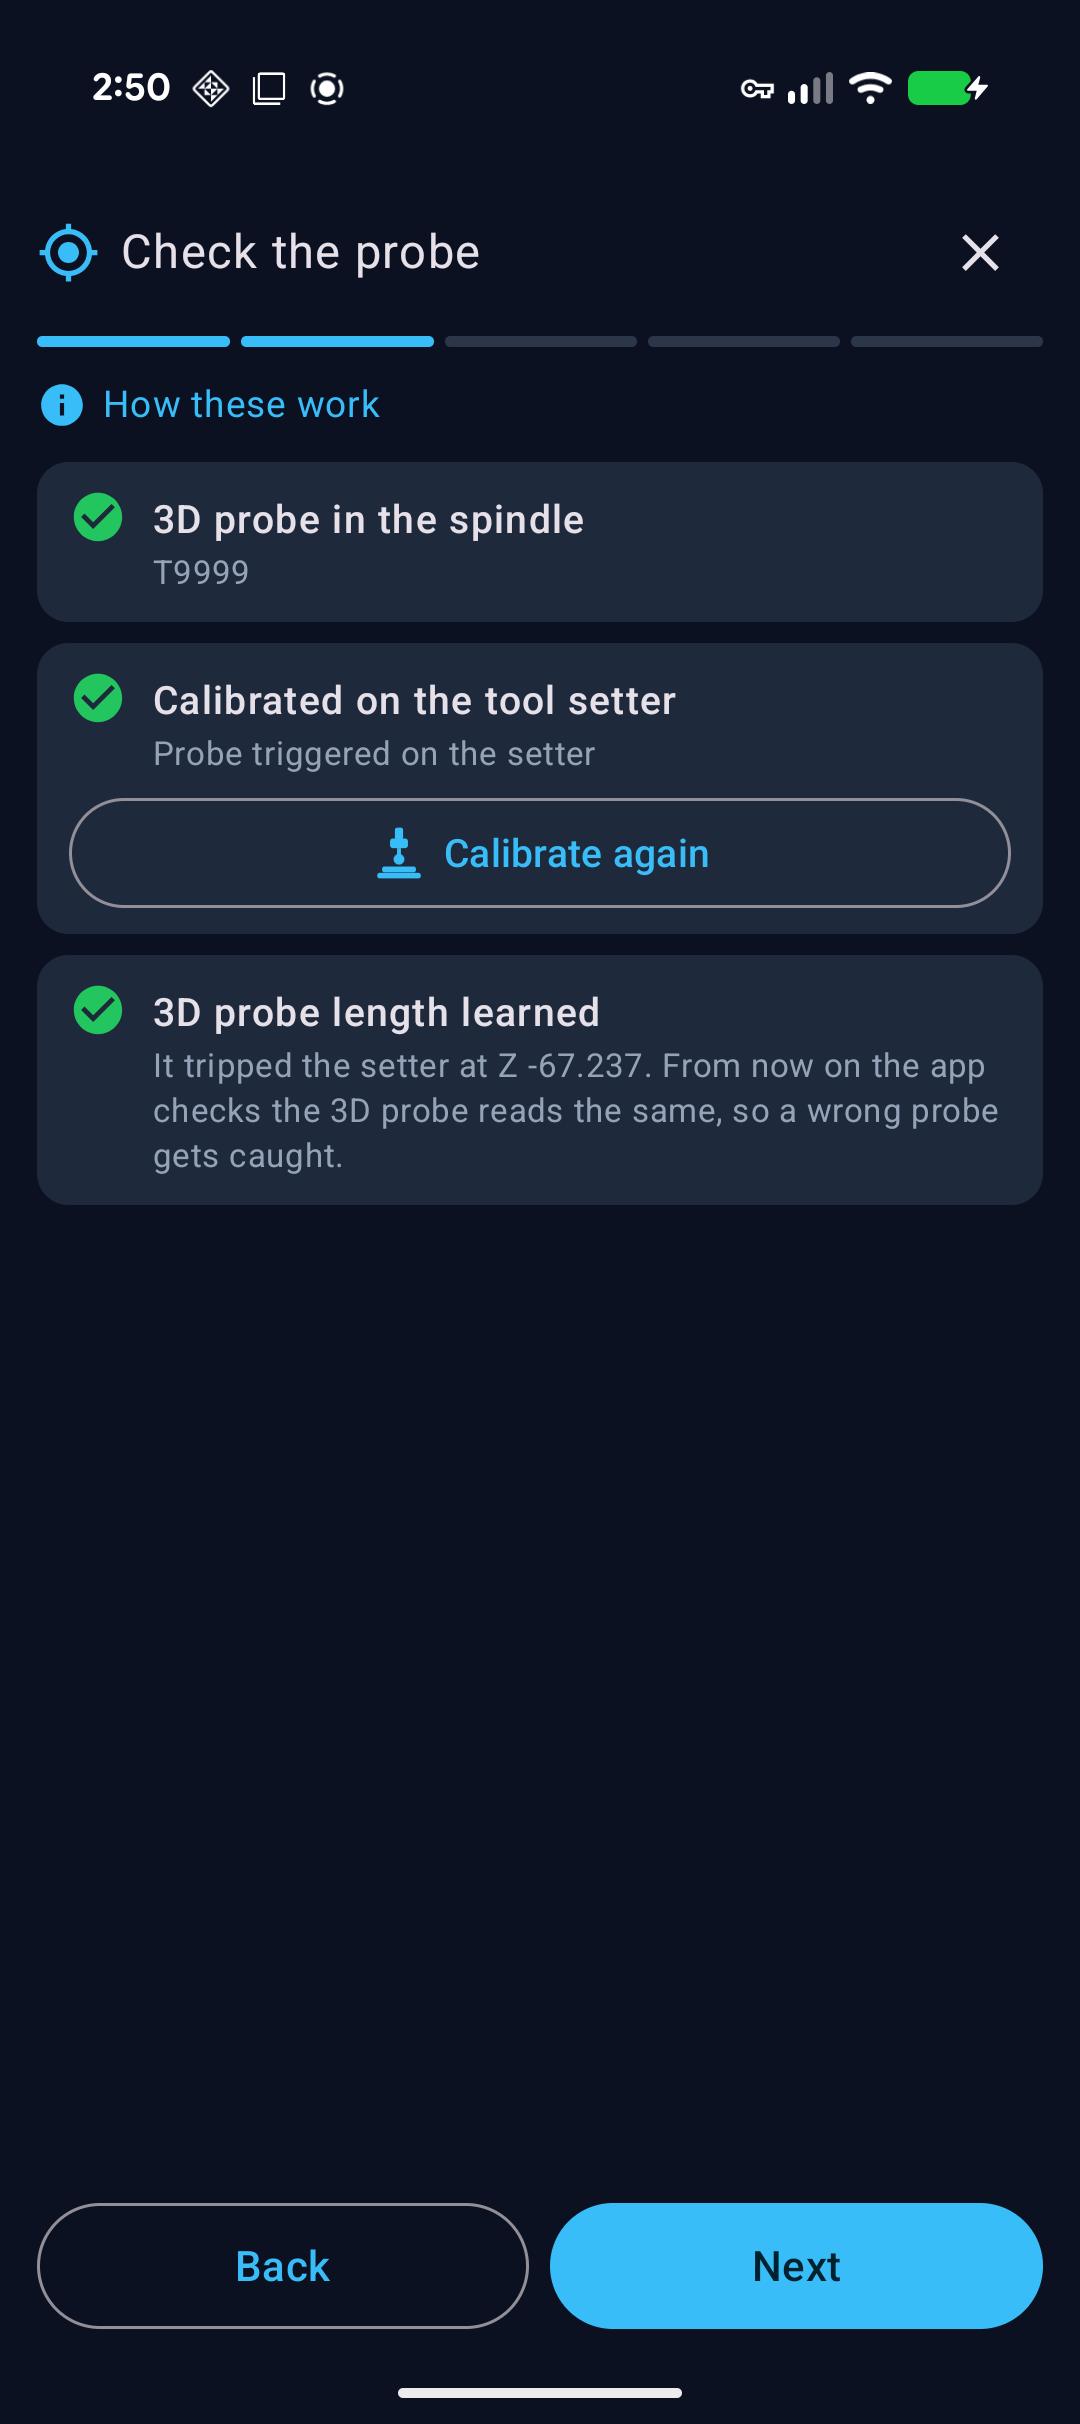 2:50
Check the probe
How these work
3D probe in the spindle
T9999
Calibrated on the tool setter
Probe triggered on the setter
Calibrate again
3D probe length learned
It tripped the setter at Z -67.237. From now on the app
checks the 3D probe reads the same, so a wrong probe
gets caught.
Back
Next